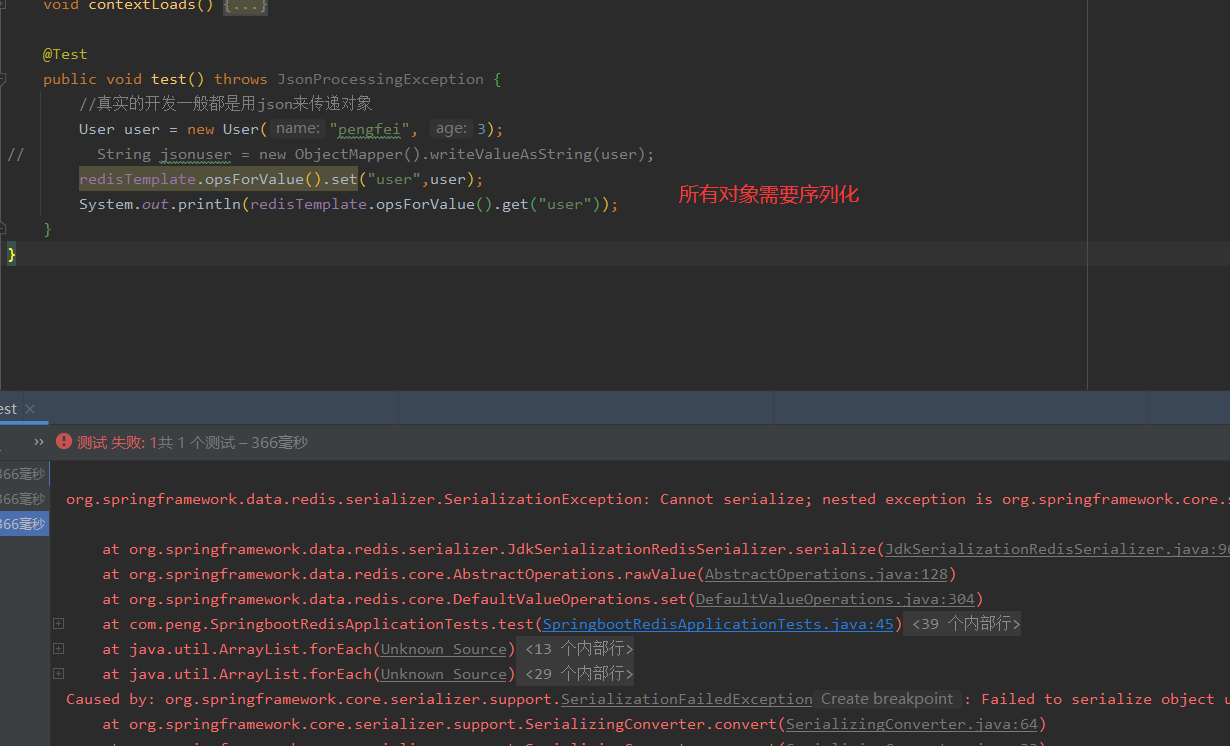 void contextLoads() {...}
@Test
public void test() throws JsonProcessingException {
//真实的开发一般都是用json来传递对象
User user = new User( name: "pengfei", age: 3);
// String jsonuser = new ObjectMapper().writeValueAsString(user);
redisTemplate.opsForValue().set("user",user);
所有对象需要序列化
System.out.println(redisTemplate.opsForValue().get("user"));
}
}
est ×
» 测试 失败: 1共 1 个测试 – 366毫秒
366毫秒
366毫秒
org.springframework.data.redis.serializer.SerializationException: Cannot serialize; nested exception is org.springframework.core.s
366毫秒
at org.springframework.data.redis.serializer.JdkSerializationRedisSerializer.serialize(JdkSerializationRedisSerializer.java:96
at org.springframework.data.redis.core.AbstractOperations.rawValue(AbstractOperations.java:128)
at org.springframework.data.redis.core.DefaultValueOperations.set(DefaultValueOperations.java:304)
at com.peng.SpringbootRedisApplicationTests.test(SpringbootRedisApplicationTests.java:45) <39 个内部行>
at java.util.ArrayList.forEach(Unknown Source) <13 个内部行>
at java.util.ArrayList.forEach(Unknown Source) <29 个内部行>
Caused by: org.springframework.core.serializer.support.SerializationFailedException Create breakpoint : Failed to serialize object u
at org.springframework.core.serializer.support.SerializingConverter.convert(SerializingConverter.java:64)